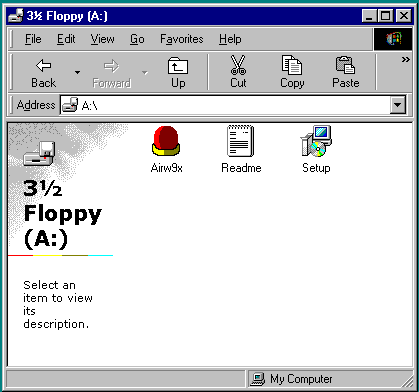 3½ Floppy (A:)
File Edit View Go Favorites Help
Back Forward Up Cut Copy Paste »
Address A:\
3½
Floppy
(A:)
Airw9x Readme Setup
Select an
item to view
its
description.
My Computer